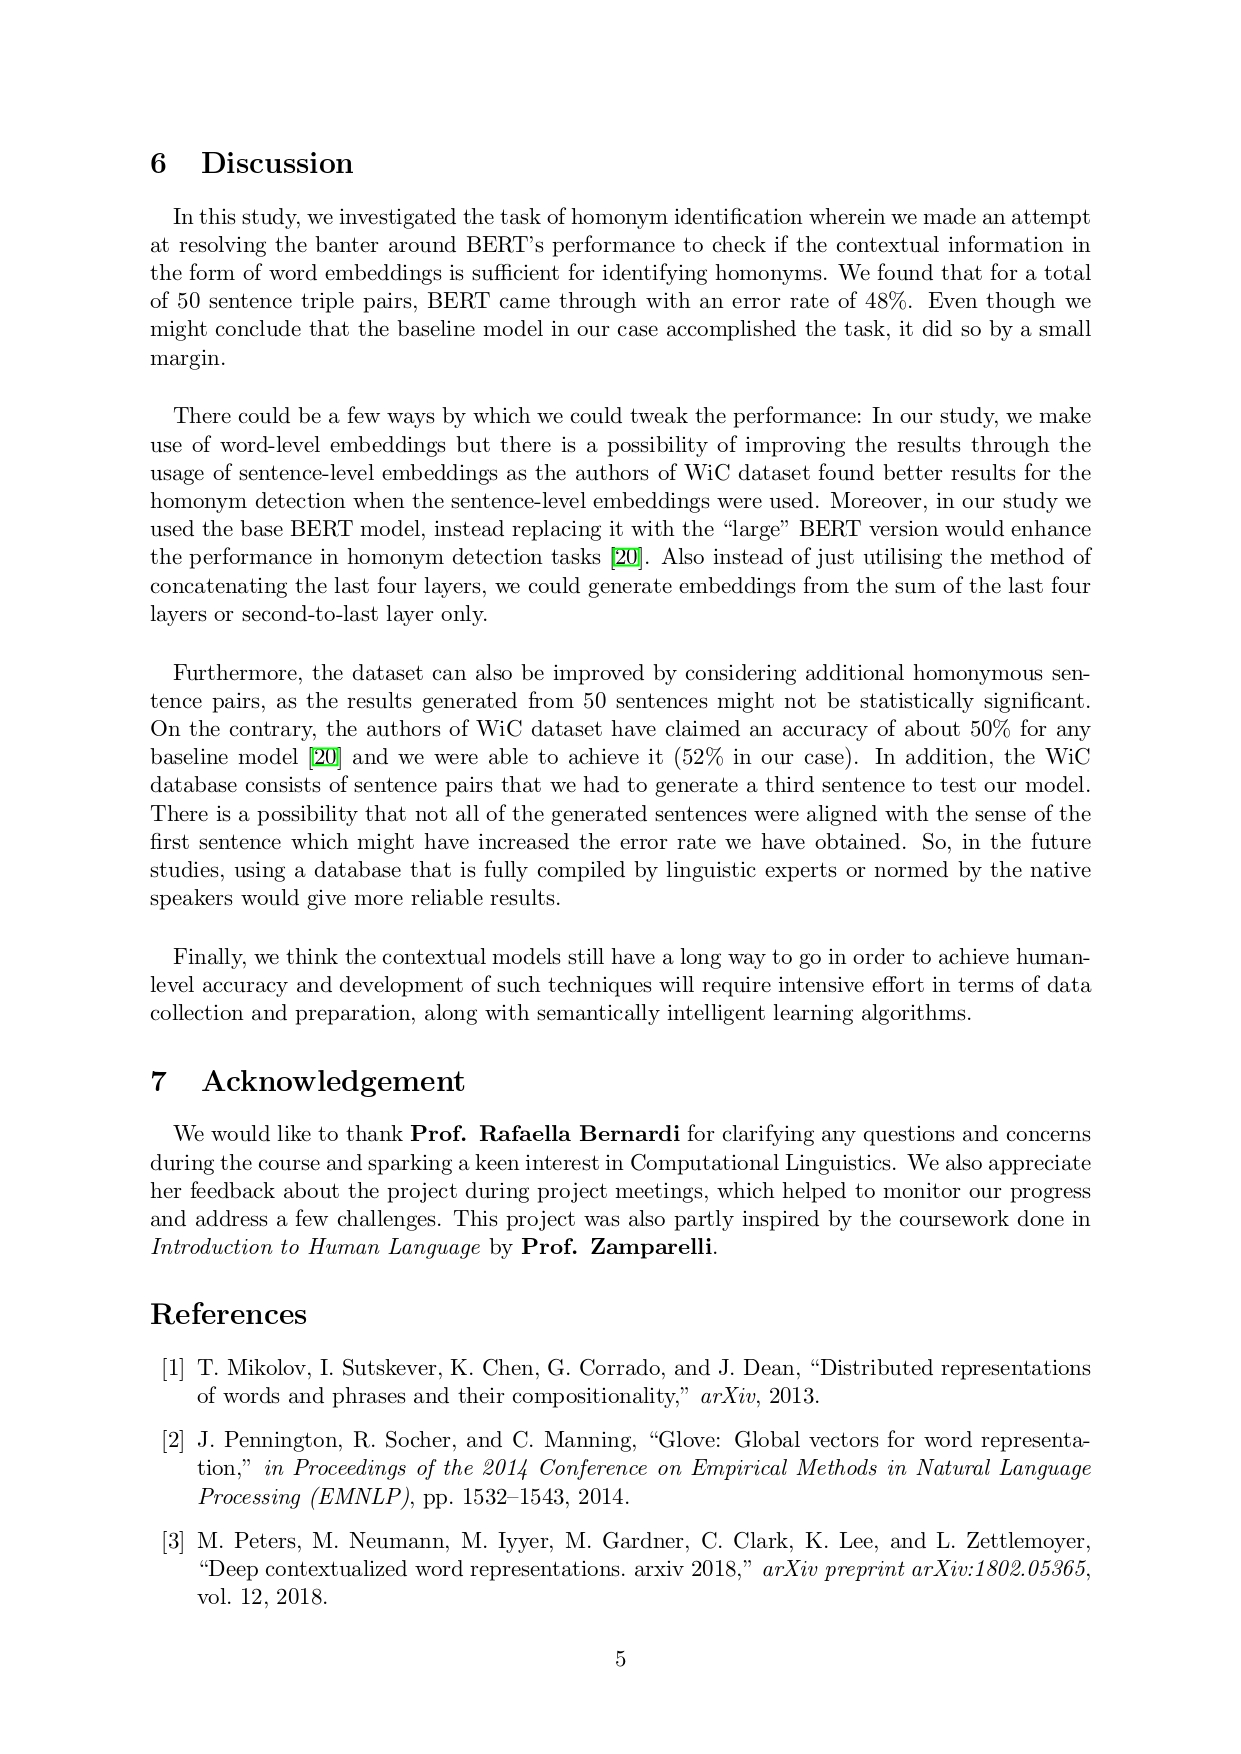 6 Discussion
In this study, we investigated the task of homonym identification wherein we made an attempt
at resolving the banter around BERT's performance to check if the contextual information in
the form of word embeddings is sufficient for identifying homonyms. We found that for a total
of 50 sentence triple pairs, BERT came through with an error rate of 48%. Even though we
might conclude that the baseline model in our case accomplished the task, it did so by a small
margin.
There could be a few ways by which we could tweak the performance: In our study, we make
use of word-level embeddings but there is a possibility of improving the results through the
usage of sentence-level embeddings as the authors of WiC dataset found better results for the
homonym detection when the sentence-level embeddings were used. Moreover, in our study we
used the base BERT model, instead replacing it with the “large” BERT version would enhance
the performance in homonym detection tasks [20]. Also instead of just utilising the method of
concatenating the last four layers, we could generate embeddings from the sum of the last four
layers or second-to-last layer only.
Furthermore, the dataset can also be improved by considering additional homonymous sen-
tence pairs, as the results generated from 50 sentences might not be statistically significant.
On the contrary, the authors of WiC dataset have claimed an accuracy of about 50% for any
baseline model [20] and we were able to achieve it (52% in our case). In addition, the WiC
database consists of sentence pairs that we had to generate a third sentence to test our model.
There is a possibility that not all of the generated sentences were aligned with the sense of the
first sentence which might have increased the error rate we have obtained. So, in the future
studies, using a database that is fully compiled by linguistic experts or normed by the native
speakers would give more reliable results.
Finally, we think the contextual models still have a long way to go in order to achieve human-
level accuracy and development of such techniques will require intensive effort in terms of data
collection and preparation, along with semantically intelligent learning algorithms.
7 Acknowledgement
We would like to thank Prof. Rafaella Bernardi for clarifying any questions and concerns
during the course and sparking a keen interest in Computational Linguistics. We also appreciate
her feedback about the project during project meetings, which helped to monitor our progress
and address a few challenges. This project was also partly inspired by the coursework done in
Introduction to Human Language by Prof. Zamparelli.
References
[1] T. Mikolov, I. Sutskever, K. Chen, G. Corrado, and J. Dean, “Distributed representations
of words and phrases and their compositionality,” arXiv, 2013.
[2] J. Pennington, R. Socher, and C. Manning, “Glove: Global vectors for word representa-
tion,” in Proceedings of the 2014 Conference on Empirical Methods in Natural Language
Processing (EMNLP), pp. 1532–1543, 2014.
[3] M. Peters, M. Neumann, M. Iyyer, M. Gardner, C. Clark, K. Lee, and L. Zettlemoyer,
“Deep contextualized word representations. arxiv 2018,” arXiv preprint arXiv:1802.05365,
vol. 12, 2018.
5